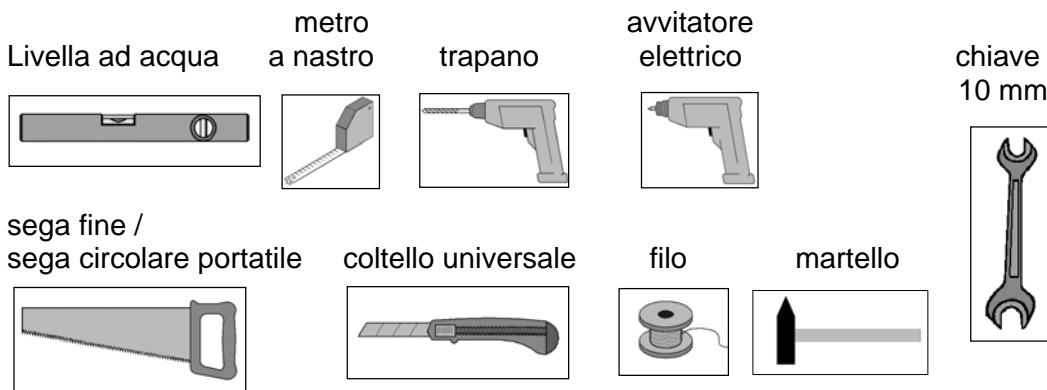 metro
avvitatore
Livella ad acqua
a nastro
trapano
elettrico
chiave
10 mm
sega fine /
sega circolare portatile
coltello universale
filo
martello